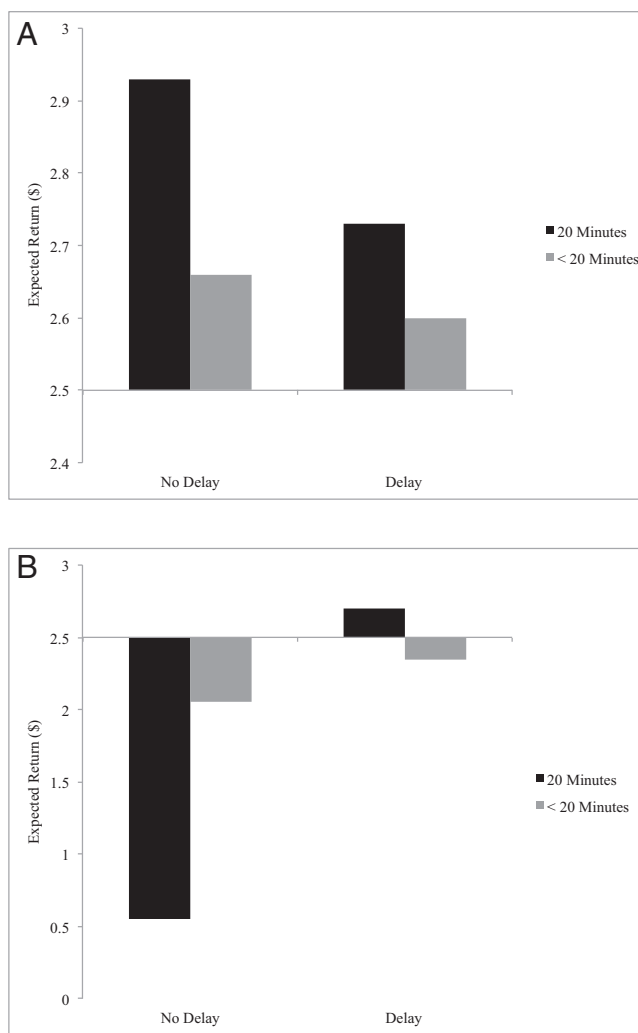 A
3
2.9
2.8
2.7
2.6
2.5
2.4
Expected Return ($)
No Delay
Delay
20 Minutes
< 20 Minutes
B
3
2.5
2
1.5
1
0.5
0
Expected Return ($)
No Delay
Delay
20 Minutes
< 20 Minutes